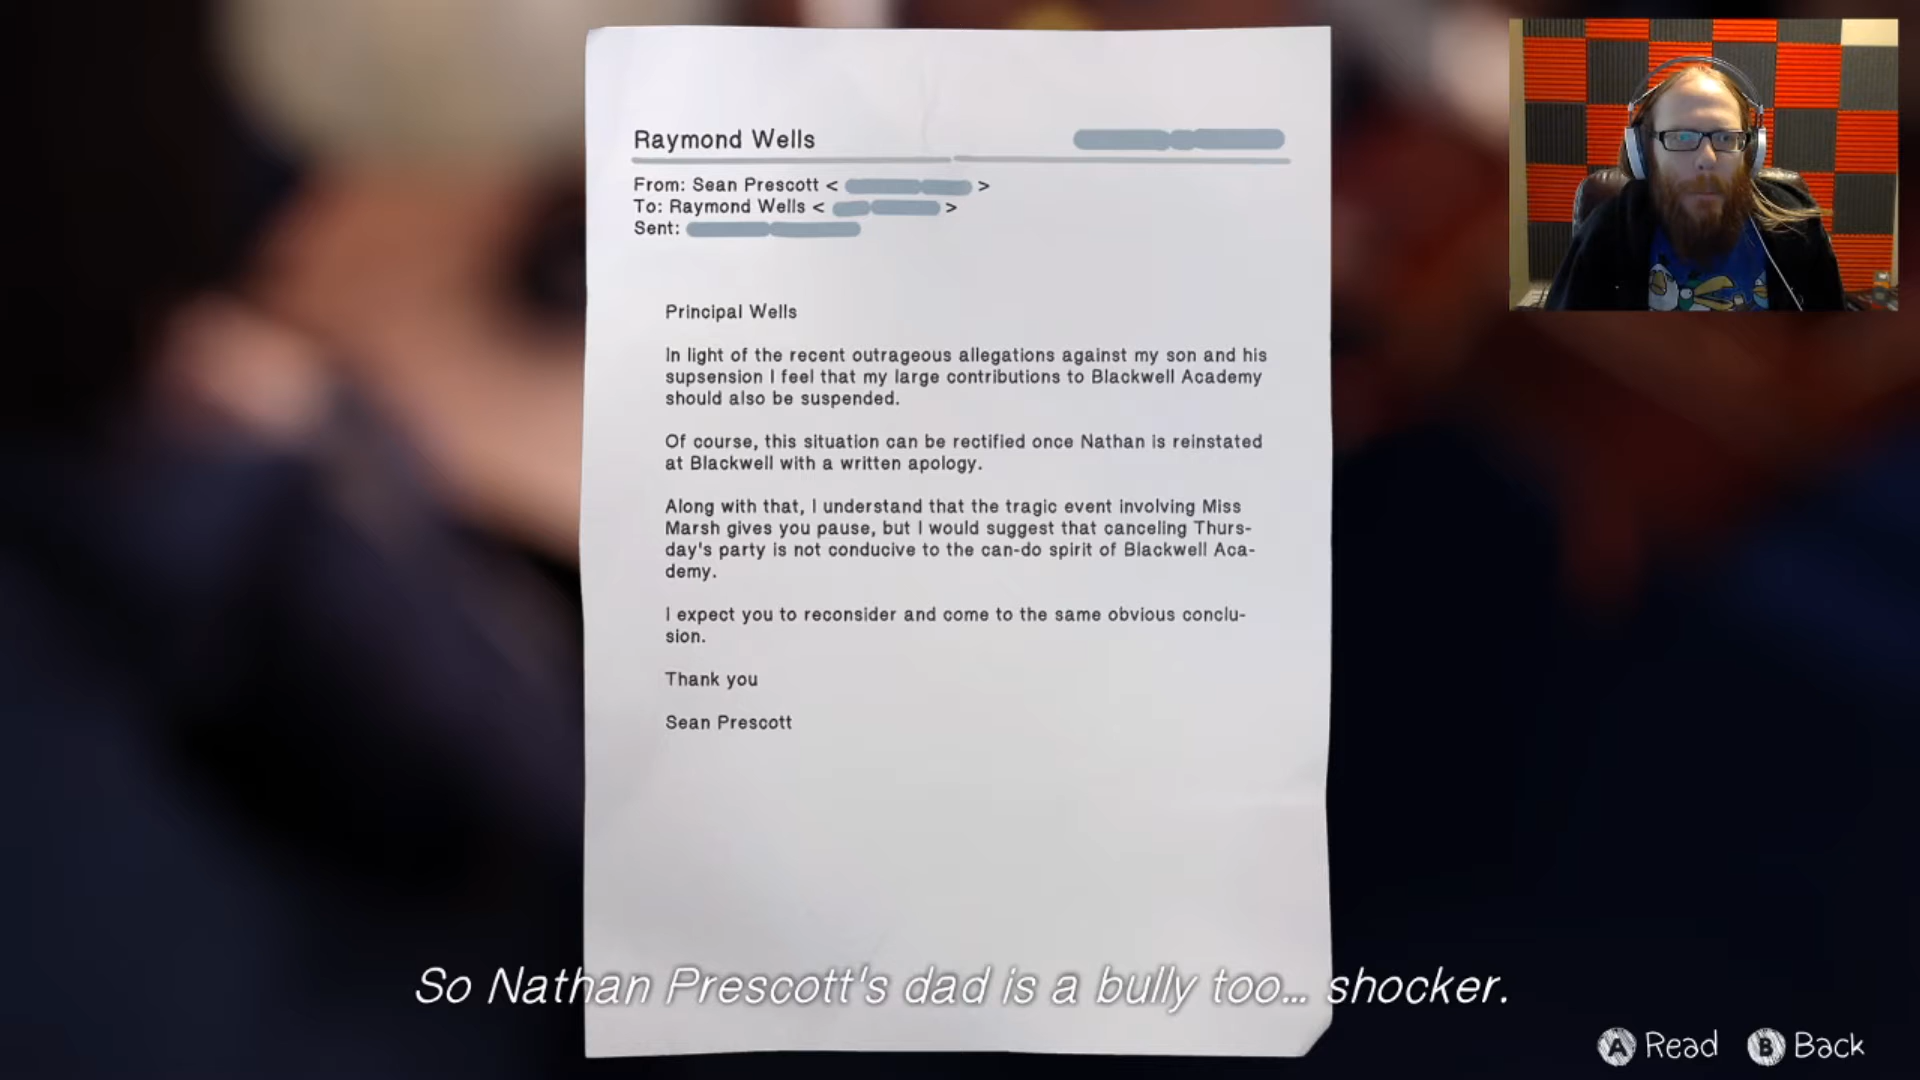 Raymond Wells
From: Sean Prescott < >
To: Raymond Wells < >
Sent:
Principal Wells
In light of the recent outrageous allegations against my son and his
supsension I feel that my large contributions to Blackwell Academy
should also be suspended.
Of course, this situation can be rectified once Nathan is reinstated
at Blackwell with a written apology.
Along with that, I understand that the tragic event involving Miss
Marsh gives you pause, but I would suggest that canceling Thurs-
day's party is not conducive to the can-do spirit of Blackwell Aca-
demy.
I expect you to reconsider and come to the same obvious conclu-
sion.
Thank you
Sean Prescott
So Nathan Prescott's dad is a bully too... shocker.
A Read B Back